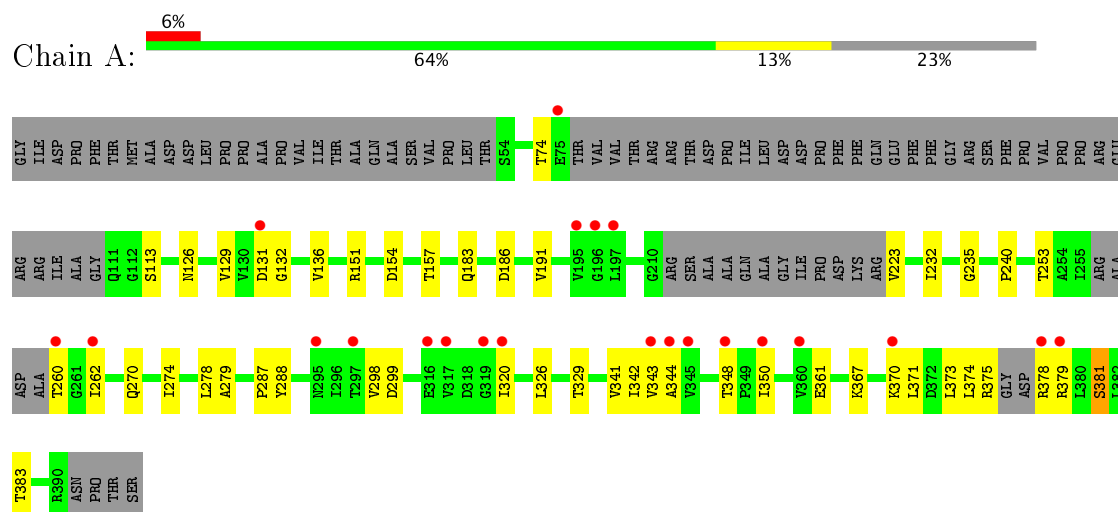 6%
Chain A:
64% 13% 23%
GLY ILE ASP PRO PHE THR MET ALA ASP ASP LEU PRO PRO ALA PRO VAL ILE THR ALA GLN ALA SER VAL PRO LEU THR S54 T74 E75 THR VAL VAL THR ARG ARG THR ASP PRO ILE LEU ASP ASP PRO PHE PHE GLN GLU PHE PHE GLY ARG SER PHE PRO VAL PRO PRO ARG GLU
ARG ARG ILE ALA GLY Q111 G112 S113 N126 V129 V130 D131 G132 V136 R151 D154 T157 Q183 D186 V191 V195 G196 L197 G210 ARG SER ALA ALA GLN ALA GLY ILE PRO ASP LYS ARG V223 I232 G235 P240 T253 A254 I255 ARG ALA
ASP ALA T260 G261 I262 Q270 I274 L278 A279 P287 Y288 N295 I296 T297 V298 D299 E316 V317 D318 G319 I320 L326 T329 V341 I342 V343 A344 V345 T348 P349 I350 V360 E361 K367 K370 L371 D372 L373 L374 R375 GLY ASP R378 R379 L380 S381 L382
T383 R390 ASN PRO THR SER